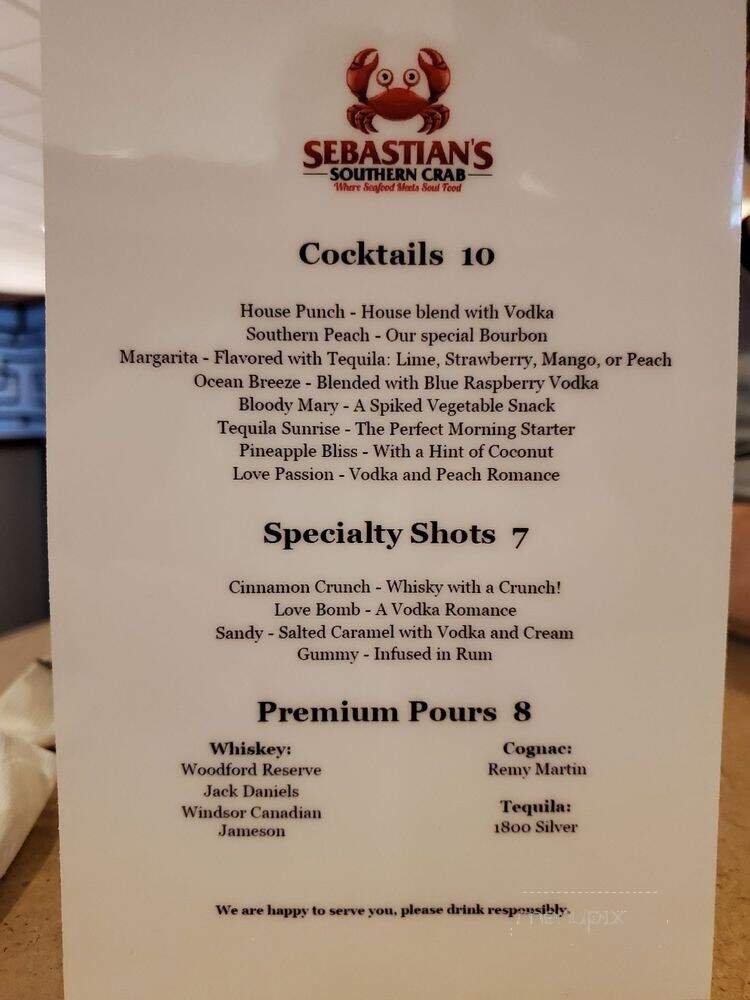 SEBASTIAN'S
SOUTHERN CRAB
Where Seafood Meets Soul Food
Cocktails 10
House Punch - House blend with Vodka
Southern Peach - Our special Bourbon
Margarita - Flavored with Tequila: Lime, Strawberry, Mango, or Peach
Ocean Breeze - Blended with Blue Raspberry Vodka
Bloody Mary - A Spiked Vegetable Snack
Tequila Sunrise - The Perfect Morning Starter
Pineapple Bliss - With a Hint of Coconut
Love Passion - Vodka and Peach Romance
Specialty Shots 7
Cinnamon Crunch - Whisky with a Crunch!
Love Bomb - A Vodka Romance
Sandy - Salted Caramel with Vodka and Cream
Gummy - Infused in Rum
Premium Pours 8
Whiskey:
Woodford Reserve
Jack Daniels
Windsor Canadian
Jameson
Cognac:
Remy Martin
Tequila:
1800 Silver
We are happy to serve you, please drink responsibly.
menupix